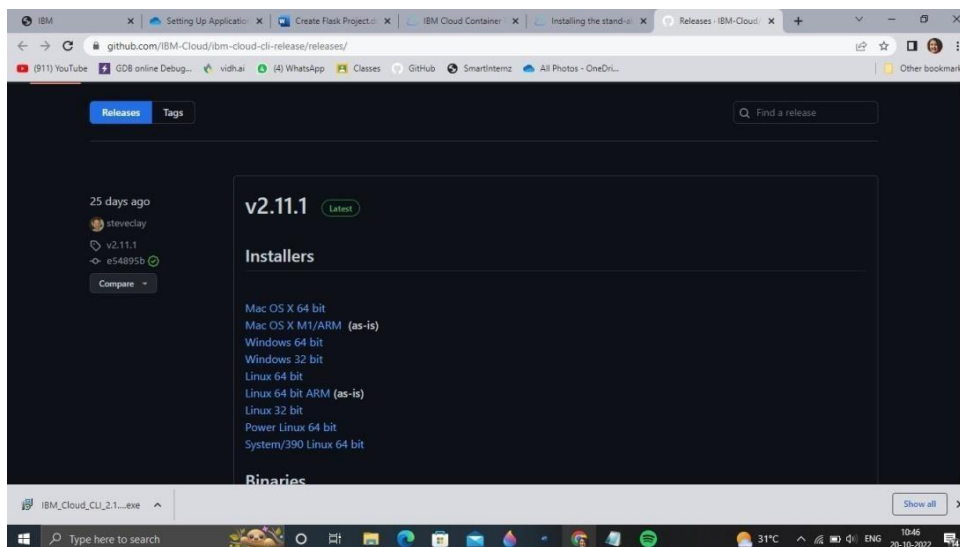 IBM
Setting Up Applicatio
Create Flask Project.d
IBM Cloud Container
Installing the stand-al
Releases · IBM-Cloud/
github.com/IBM-Cloud/ibm-cloud-cli-release/releases/
(911) YouTube
GDB online Debug...
vidh.ai
(4) WhatsApp
Classes
GitHub
SmartInternz
All Photos - OneDri...
Other bookmark
Releases
Tags
Find a release
25 days ago
steveclay
v2.11.1
e54895b
Compare
v2.11.1 Latest
Installers
Mac OS X 64 bit
Mac OS X M1/ARM (as-is)
Windows 64 bit
Windows 32 bit
Linux 64 bit
Linux 64 bit ARM (as-is)
Linux 32 bit
Power Linux 64 bit
System/390 Linux 64 bit
Binaries
IBM_Cloud_CLI_2.1....exe
Show all
Type here to search
31°C
ENG
10:46
20-10-2022
14